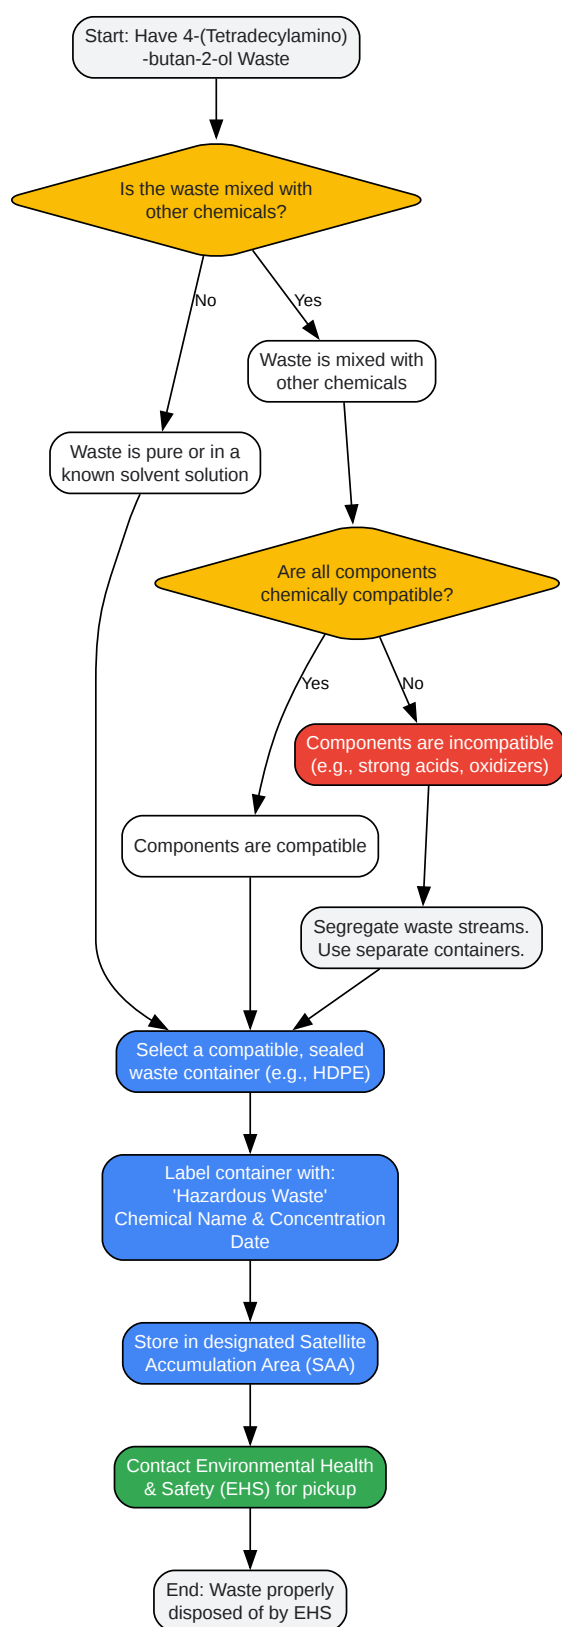 Start: Have 4-(Tetradecylamino)
-butan-2-ol Waste
Is the waste mixed with
other chemicals?
No
Yes
Waste is mixed with
other chemicals
Waste is pure or in a
known solvent solution
Are all components
chemically compatible?
Yes
No
Components are incompatible
(e.g., strong acids, oxidizers)
Components are compatible
Segregate waste streams.
Use separate containers.
Select a compatible, sealed
waste container (e.g., HDPE)
Label container with:
'Hazardous Waste'
Chemical Name & Concentration
Date
Store in designated Satellite
Accumulation Area (SAA)
Contact Environmental Health
& Safety (EHS) for pickup
End: Waste properly
disposed of by EHS